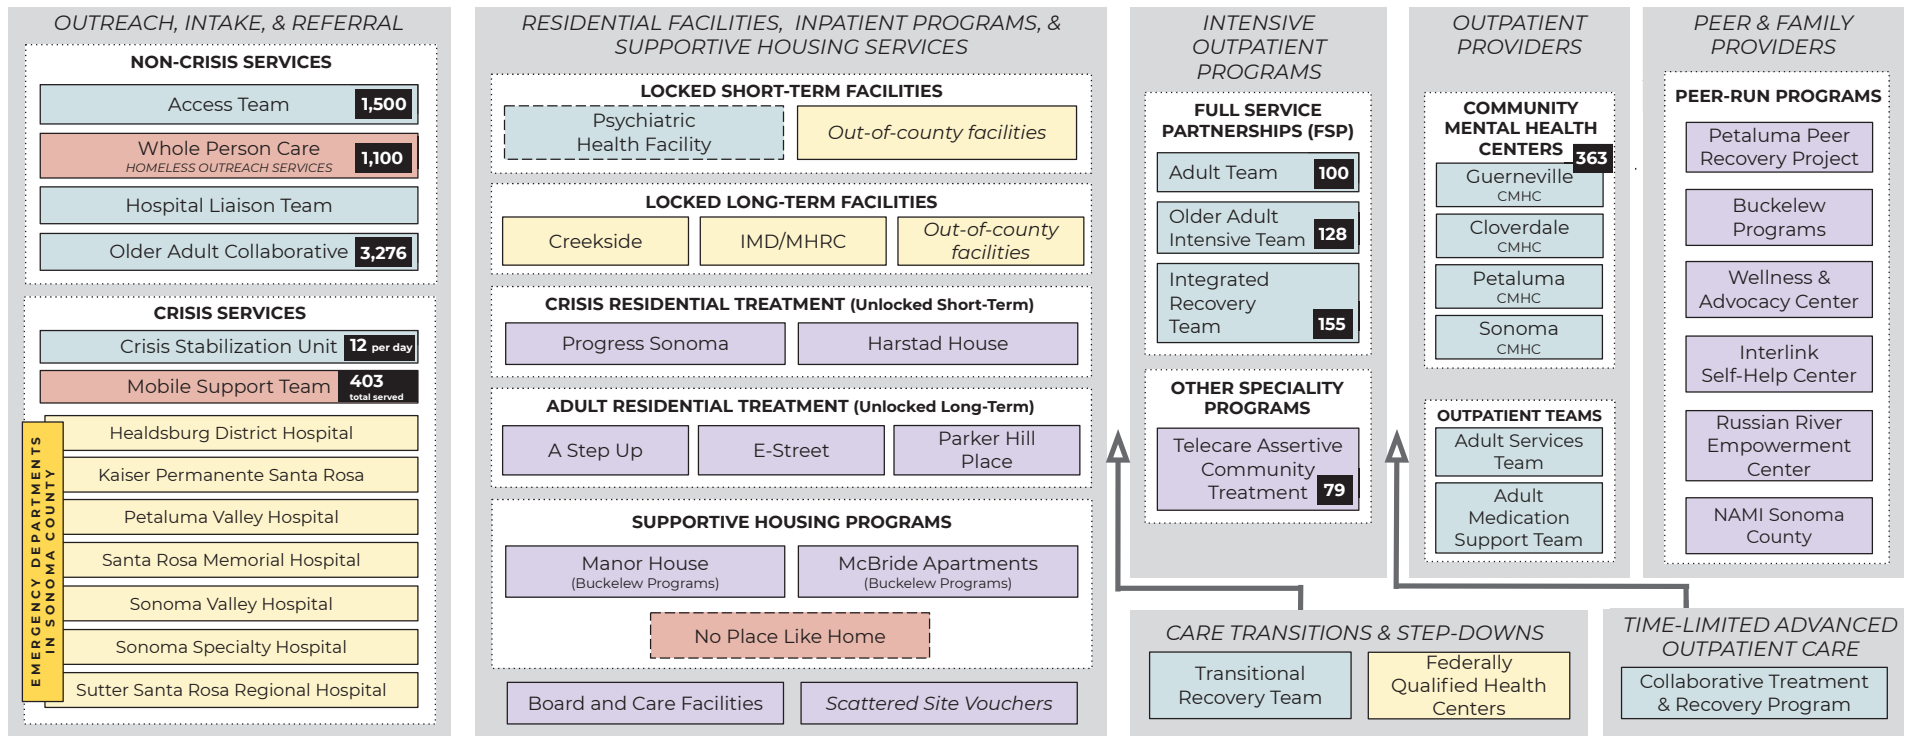 OUTREACH, INTAKE, & REFERRAL
NON-CRISIS SERVICES
Access Team 1,500
Whole Person Care
HOMELESS OUTREACH SERVICES
1,100
Hospital Liaison Team
Older Adult Collaborative 3,276
CRISIS SERVICES
Crisis Stabilization Unit 12 per day
Mobile Support Team 403
total served
EMERGENCY DEPARTMENTS
IN SONOMA COUNTY
Healdsburg District Hospital
Kaiser Permanente Santa Rosa
Petaluma Valley Hospital
Santa Rosa Memorial Hospital
Sonoma Valley Hospital
Sonoma Specialty Hospital
Sutter Santa Rosa Regional Hospital
RESIDENTIAL FACILITIES, INPATIENT PROGRAMS, &
SUPPORTIVE HOUSING SERVICES
LOCKED SHORT-TERM FACILITIES
Psychiatric
Health Facility
Out-of-county facilities
LOCKED LONG-TERM FACILITIES
Creekside
IMD/MHRC
Out-of-county
facilities
CRISIS RESIDENTIAL TREATMENT (Unlocked Short-Term)
Progress Sonoma
Harstad House
ADULT RESIDENTIAL TREATMENT (Unlocked Long-Term)
A Step Up
E-Street
Parker Hill
Place
SUPPORTIVE HOUSING PROGRAMS
Manor House
(Buckelew Programs)
McBride Apartments
(Buckelew Programs)
No Place Like Home
Board and Care Facilities
Scattered Site Vouchers
INTENSIVE
OUTPATIENT
PROGRAMS
FULL SERVICE
PARTNERSHIPS (FSP)
Adult Team 100
Older Adult
Intensive Team 128
Integrated
Recovery
Team 155
OTHER SPECIALITY
PROGRAMS
Telecare Assertive
Community
Treatment 79
OUTPATIENT
PROVIDERS
COMMUNITY
MENTAL HEALTH
CENTERS 363
Guerneville
CMHC
Cloverdale
CMHC
Petaluma
CMHC
Sonoma
CMHC
OUTPATIENT TEAMS
Adult Services
Team
Adult
Medication
Support Team
PEER & FAMILY
PROVIDERS
PEER-RUN PROGRAMS
Petaluma Peer
Recovery Project
Buckelew
Programs
Wellness &
Advocacy Center
Interlink
Self-Help Center
Russian River
Empowerment
Center
NAMI Sonoma
County
CARE TRANSITIONS & STEP-DOWNS
Transitional
Recovery Team
Federally
Qualified Health
Centers
TIME-LIMITED ADVANCED
OUTPATIENT CARE
Collaborative Treatment
& Recovery Program